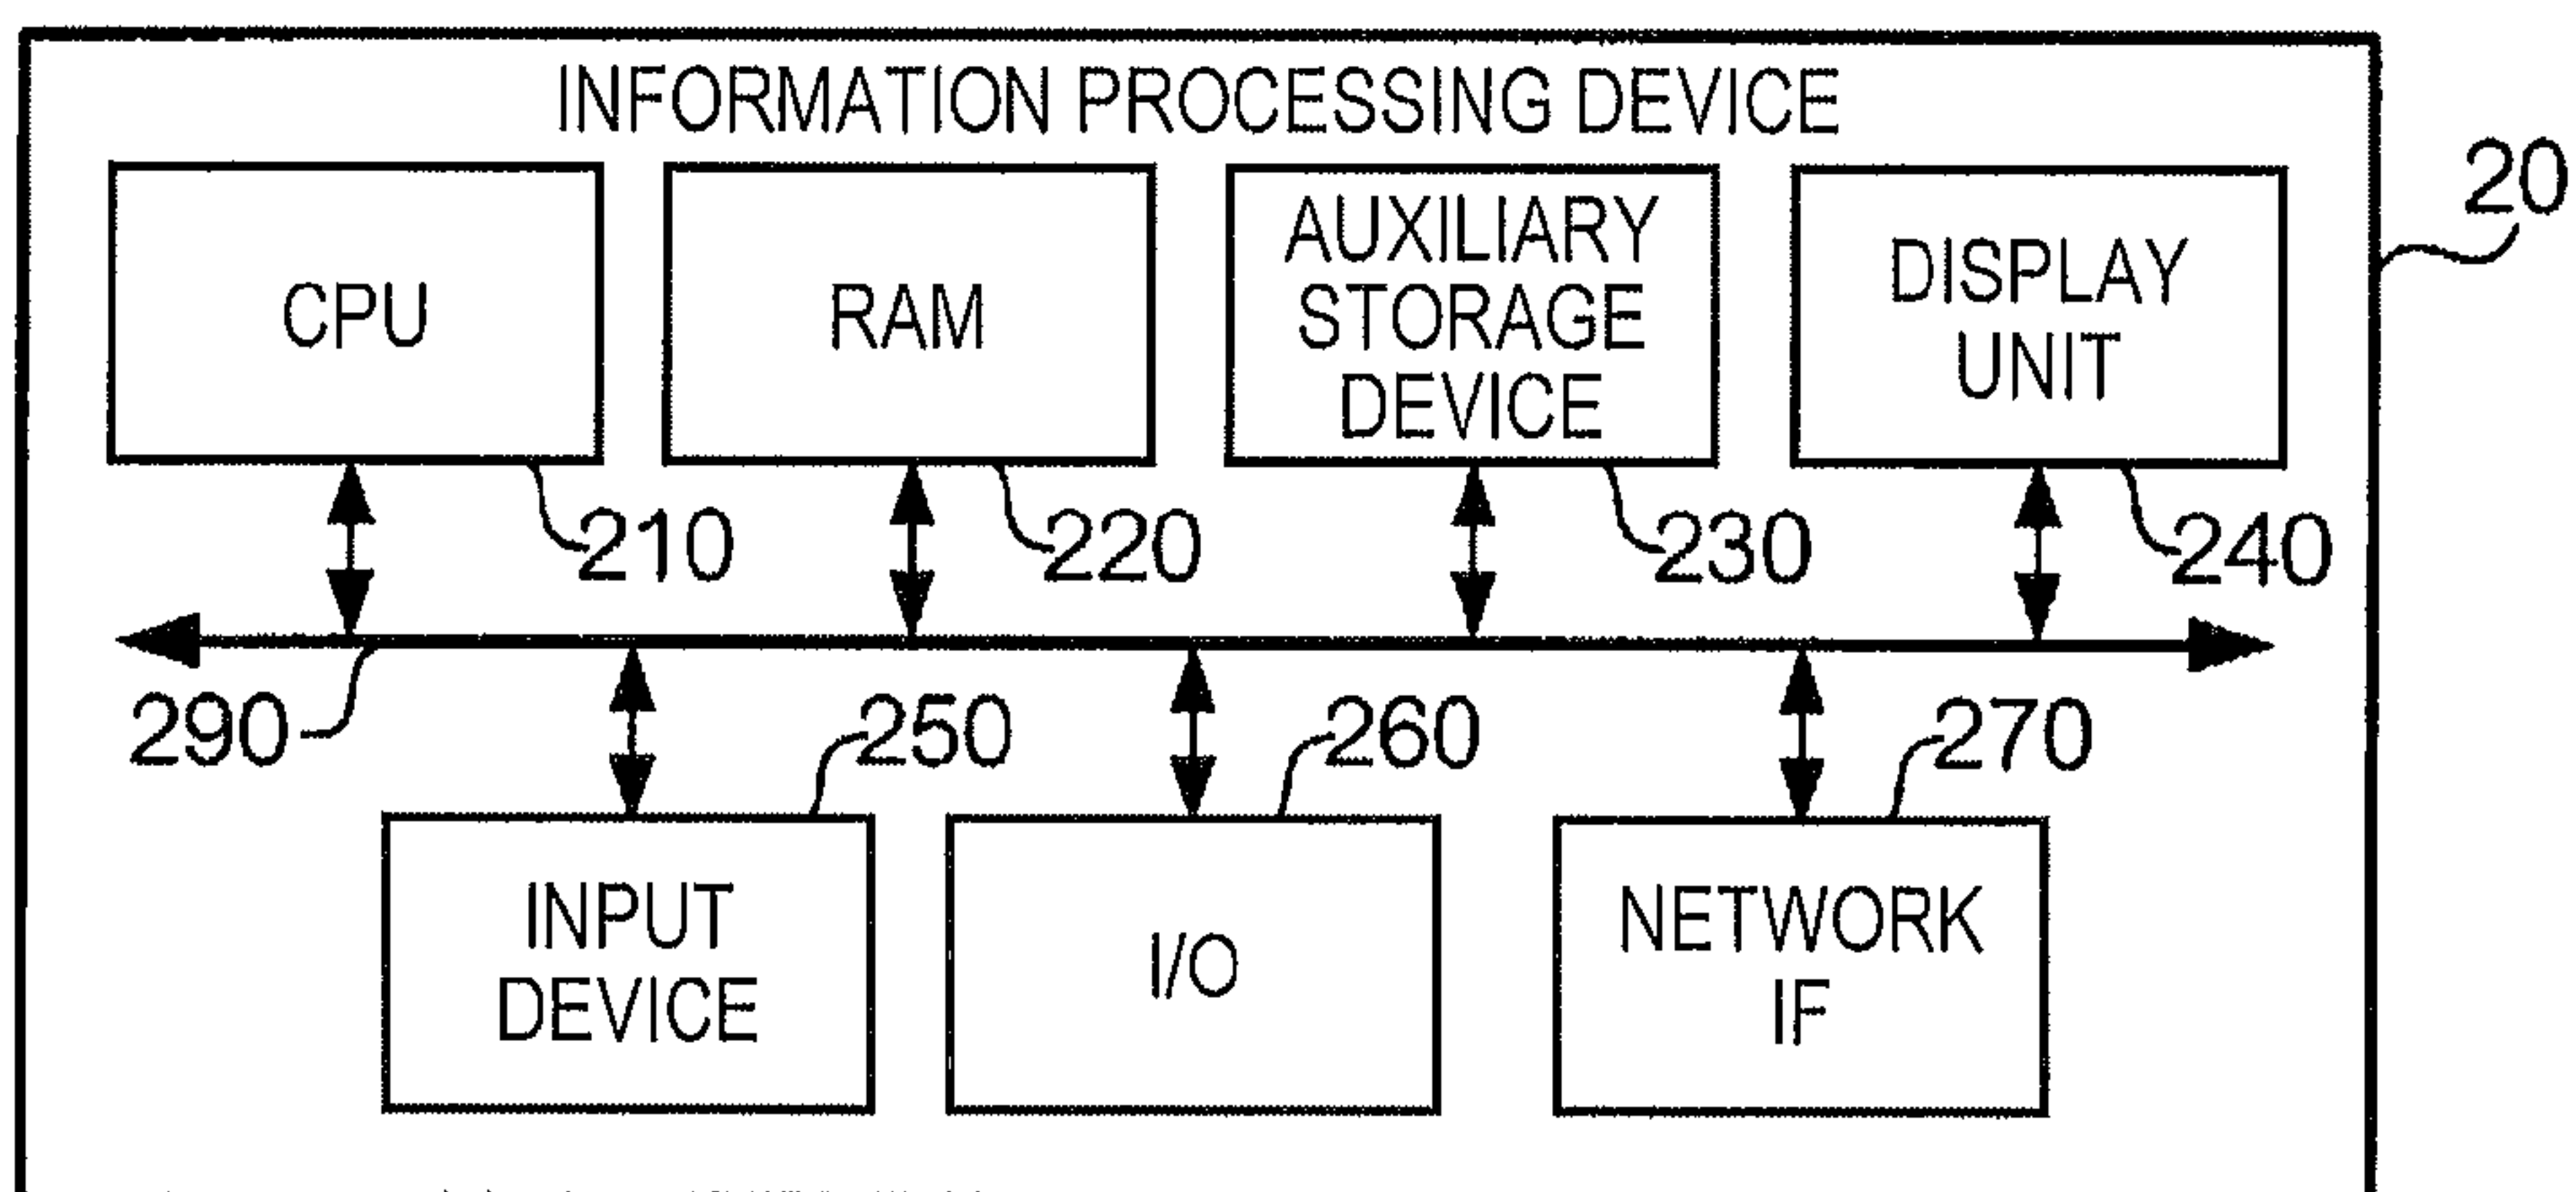 INFORMATION PROCESSING DEVICE
20
CPU
RAM
AUXILIARY
STORAGE
DEVICE
DISPLAY
UNIT
210
220
230
240
290
250
260
270
INPUT
DEVICE
I/O
NETWORK
IF